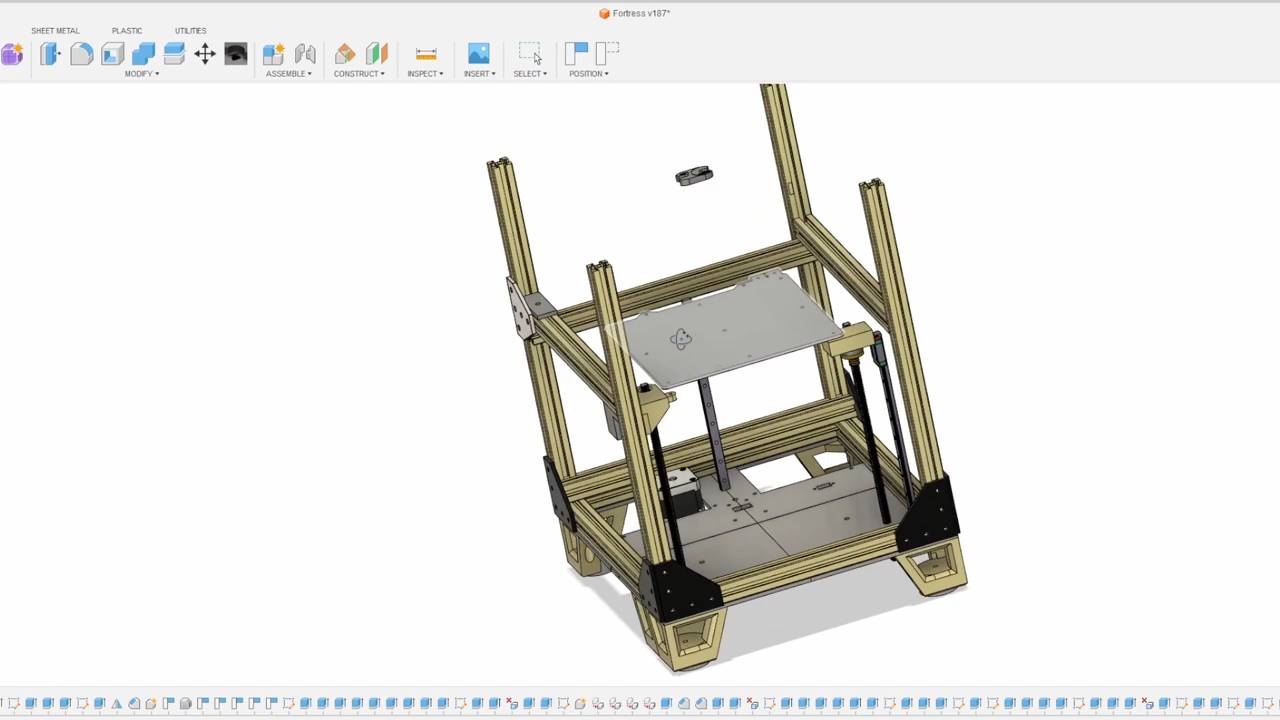 Fortress v187*
SHEET METAL PLASTIC UTILITIES
MODIFY ASSEMBLE CONSTRUCT INSPECT INSERT SELECT POSITION